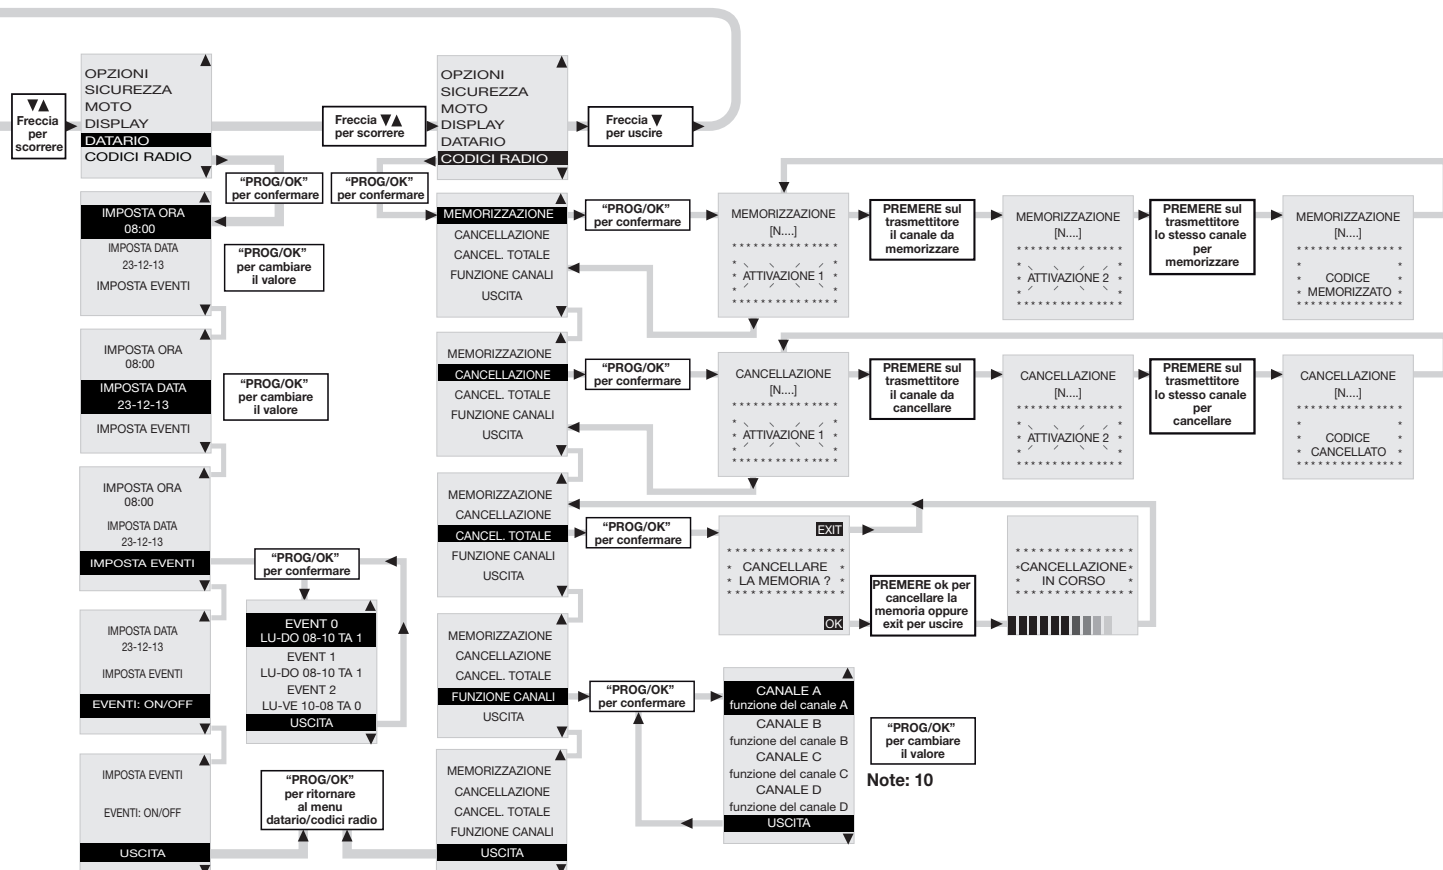 ▼▲
Freccia
per
scorrere
OPZIONI
SICUREZZA
MOTO
DISPLAY
DATARIO
CODICI RADIO
Freccia ▼▲
per scorrere
OPZIONI
SICUREZZA
MOTO
DISPLAY
DATARIO
CODICI RADIO
Freccia ▼
per uscire
“PROG/OK”
per confermare
“PROG/OK”
per confermare
IMPOSTA ORA
08:00
IMPOSTA DATA
23-12-13
IMPOSTA EVENTI
“PROG/OK”
per cambiare
il valore
IMPOSTA ORA
08:00
IMPOSTA DATA
23-12-13
IMPOSTA EVENTI
“PROG/OK”
per cambiare
il valore
IMPOSTA ORA
08:00
IMPOSTA DATA
23-12-13
IMPOSTA EVENTI
“PROG/OK”
per confermare
EVENT 0
LU-DO 08-10 TA 1
EVENT 1
LU-DO 08-10 TA 1
EVENT 2
LU-VE 10-08 TA 0
USCITA
IMPOSTA DATA
23-12-13
IMPOSTA EVENTI
EVENTI: ON/OFF
IMPOSTA EVENTI
EVENTI: ON/OFF
USCITA
“PROG/OK”
per ritornare
al menu
datario/codici radio
MEMORIZZAZIONE
CANCELLAZIONE
CANCEL. TOTALE
FUNZIONE CANALI
USCITA
“PROG/OK”
per confermare
MEMORIZZAZIONE
[N....]
ATTIVAZIONE 1
PREMERE sul
trasmettitore
il canale da
memorizzare
MEMORIZZAZIONE
[N....]
ATTIVAZIONE 2
PREMERE sul
trasmettitore
lo stesso canale
per
memorizzare
MEMORIZZAZIONE
[N....]
CODICE
MEMORIZZATO
MEMORIZZAZIONE
CANCELLAZIONE
CANCEL. TOTALE
FUNZIONE CANALI
USCITA
“PROG/OK”
per confermare
CANCELLAZIONE
[N....]
ATTIVAZIONE 1
PREMERE sul
trasmettitore
il canale da
cancellare
CANCELLAZIONE
[N....]
ATTIVAZIONE 2
PREMERE sul
trasmettitore
lo stesso canale
per
cancellare
CANCELLAZIONE
[N....]
CODICE
CANCELLATO
MEMORIZZAZIONE
CANCELLAZIONE
CANCEL. TOTALE
FUNZIONE CANALI
USCITA
“PROG/OK”
per confermare
EXIT
CANCELLARE
LA MEMORIA ?
OK
PREMERE ok per
cancellare la
memoria oppure
exit per uscire
CANCELLAZIONE
IN CORSO
MEMORIZZAZIONE
CANCELLAZIONE
CANCEL. TOTALE
FUNZIONE CANALI
USCITA
“PROG/OK”
per confermare
CANALE A
funzione del canale A
CANALE B
funzione del canale B
CANALE C
funzione del canale C
CANALE D
funzione del canale D
USCITA
“PROG/OK”
per cambiare
il valore
Note: 10
MEMORIZZAZIONE
CANCELLAZIONE
CANCEL. TOTALE
FUNZIONE CANALI
USCITA